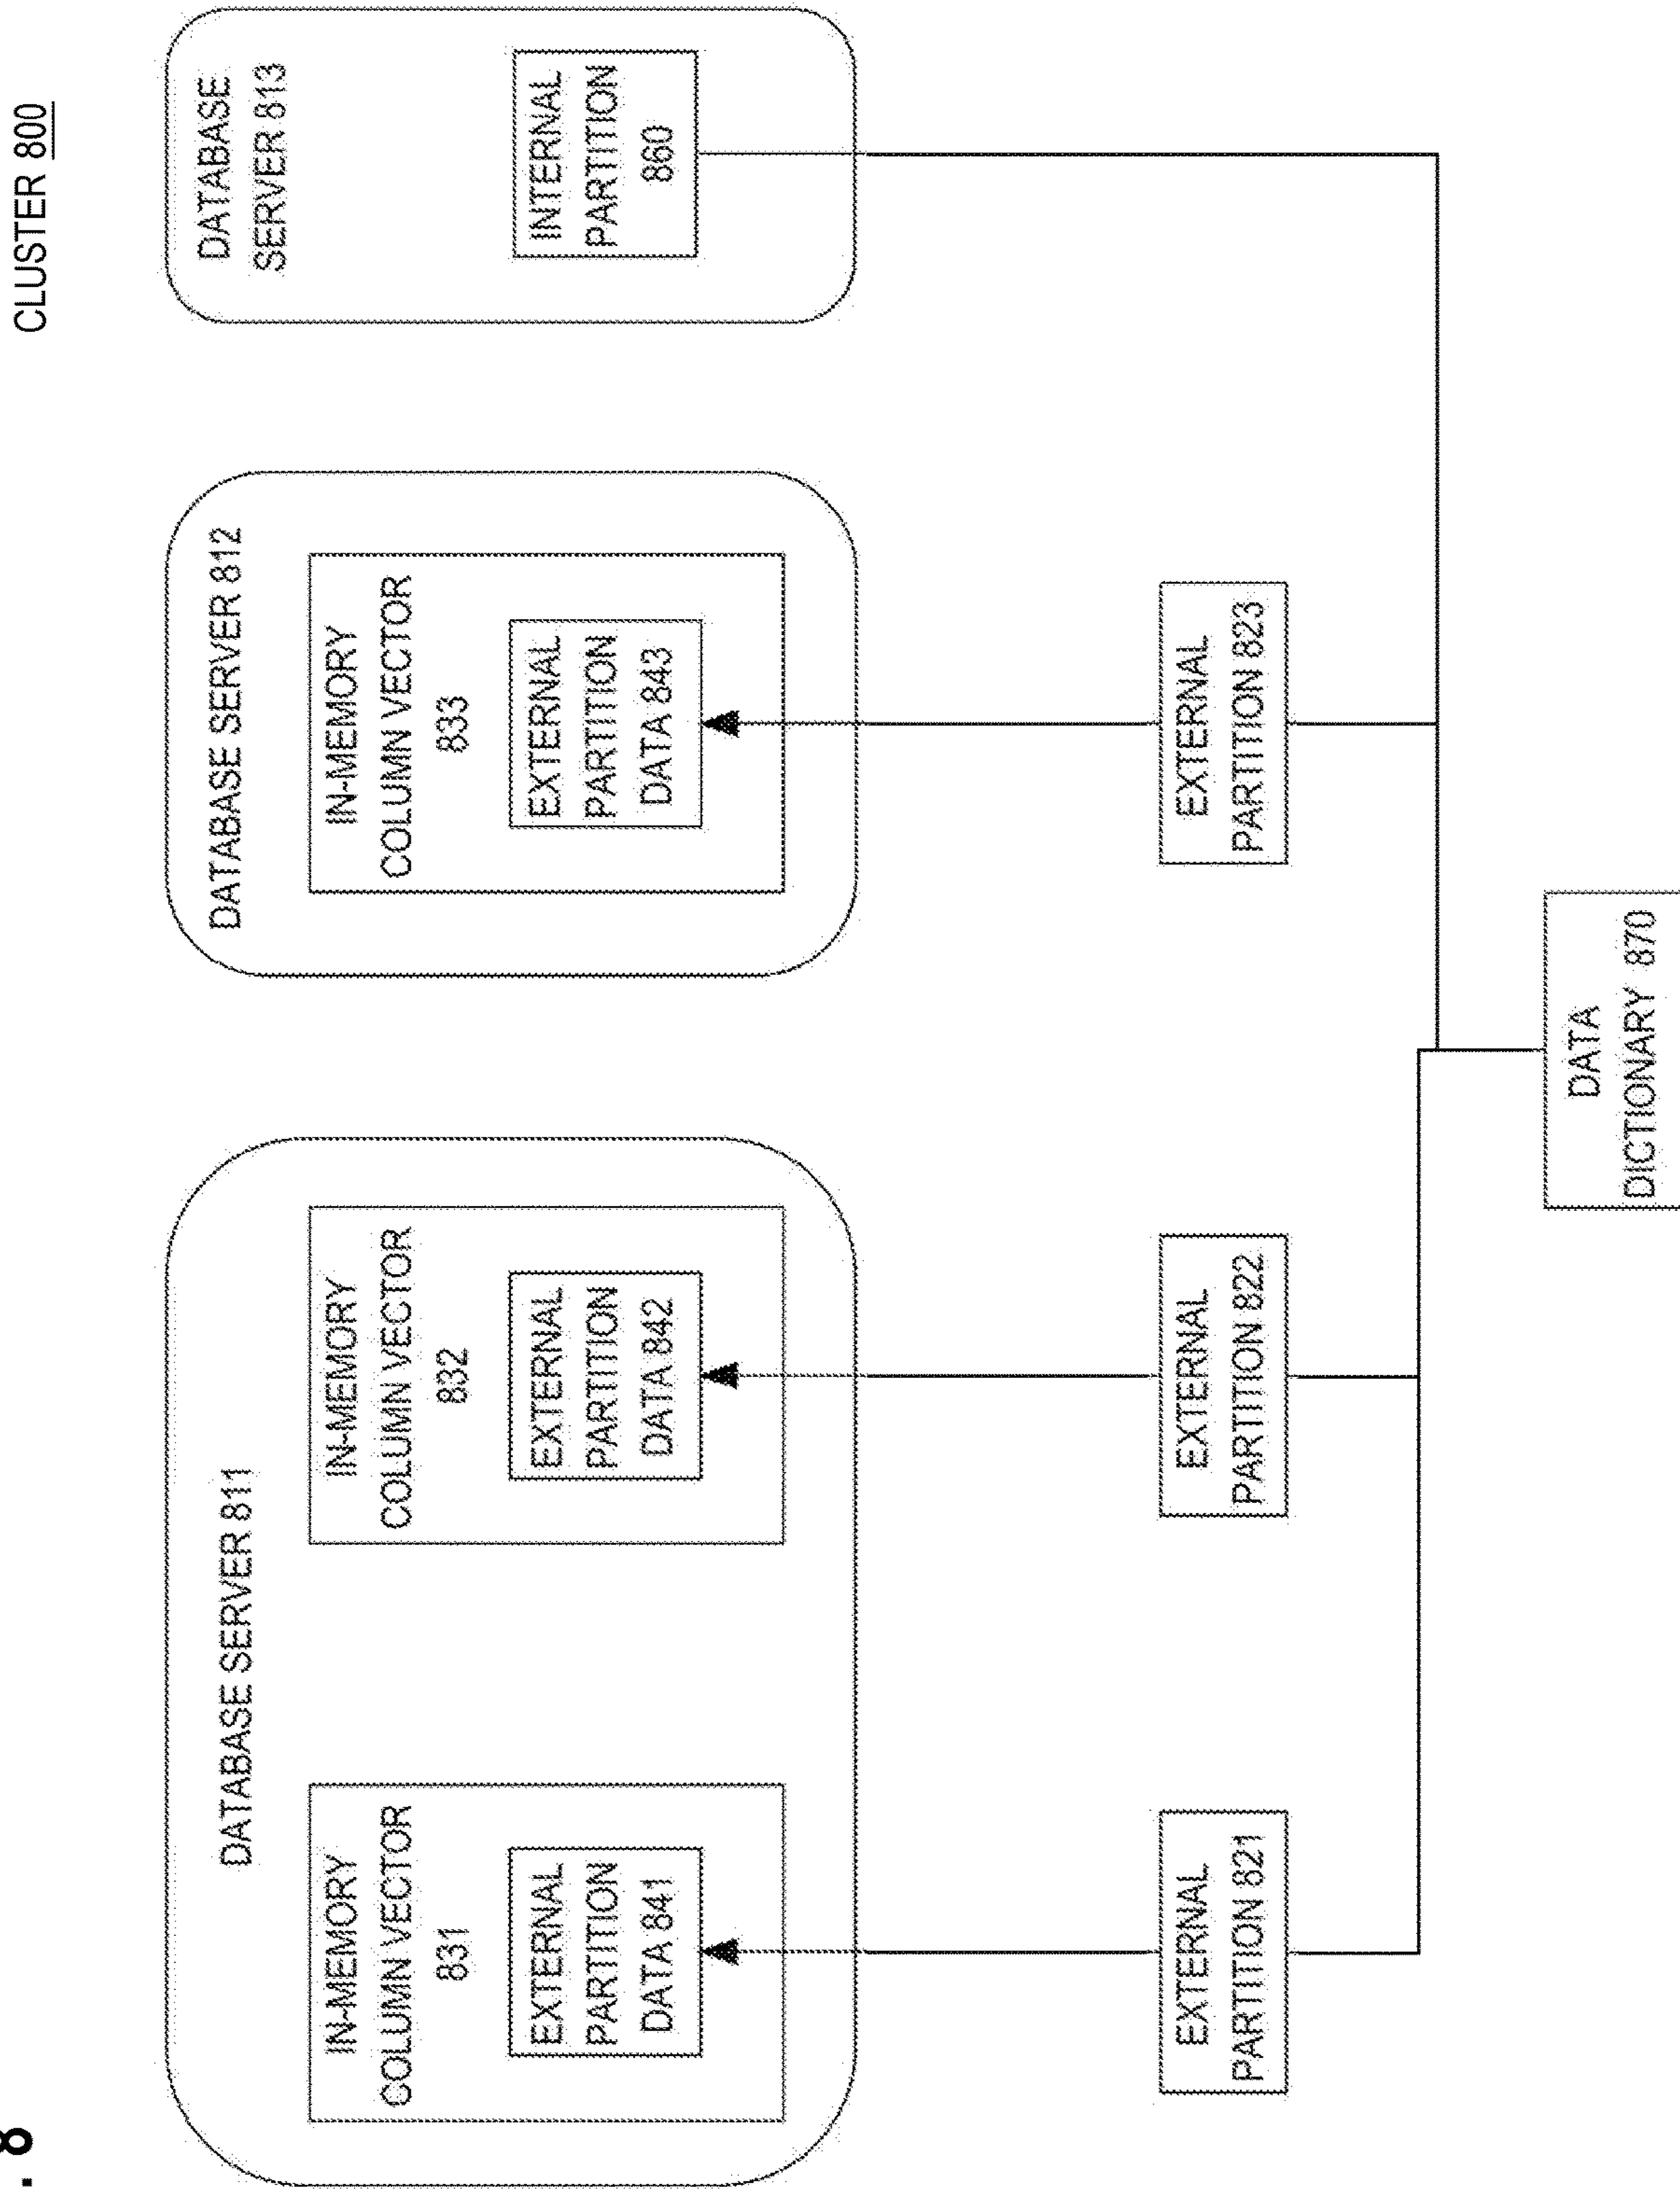 . 8
CLUSTER 800
DATABASE SERVER 811
IN-MEMORY
COLUMN VECTOR
831
EXTERNAL
PARTITION
DATA 841
IN-MEMORY
COLUMN VECTOR
832
EXTERNAL
PARTITION
DATA 842
DATABASE SERVER 812
IN-MEMORY
COLUMN VECTOR
833
EXTERNAL
PARTITION
DATA 843
DATABASE
SERVER 813
INTERNAL
PARTITION
860
EXTERNAL
PARTITION 821
EXTERNAL
PARTITION 822
EXTERNAL
PARTITION 823
DATA
DICTIONARY 870